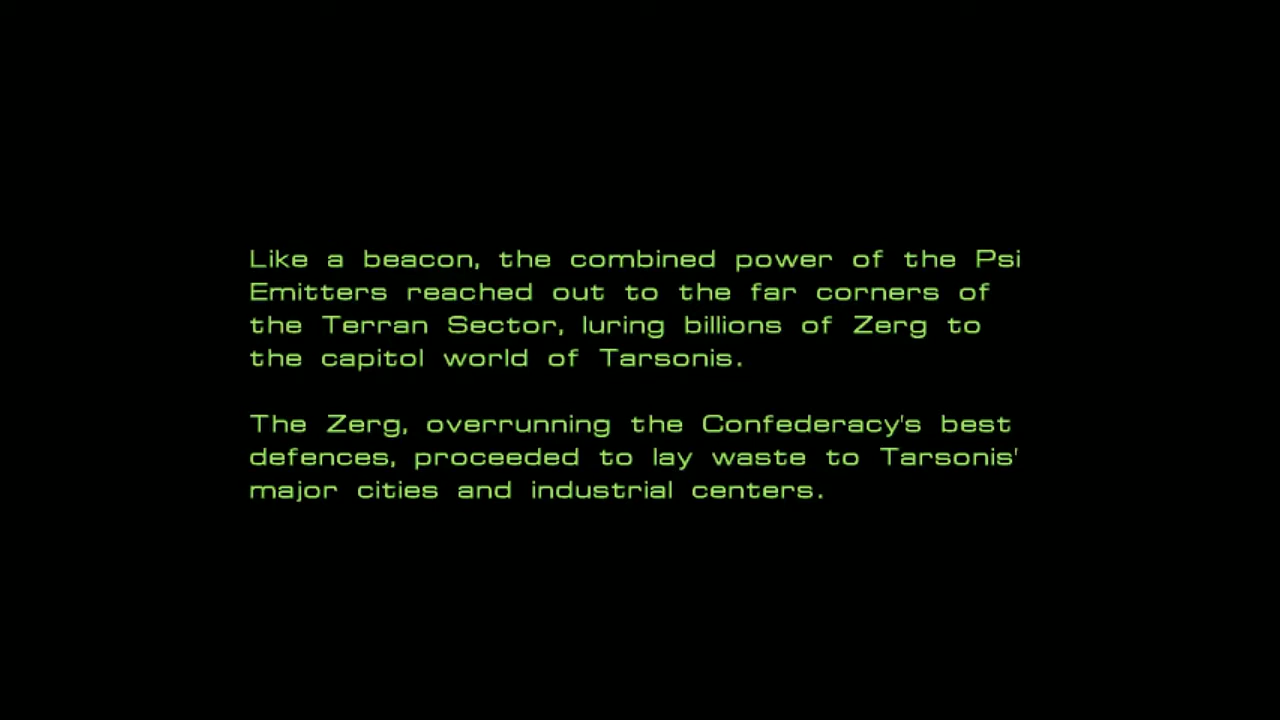 Like a beacon, the combined power of the Psi
Emitters reached out to the far corners of
the Terran Sector, luring billions of Zerg to
the capitol world of Tarsonis.
The Zerg, overrunning the Confederacy's best
defences, proceeded to lay waste to Tarsonis'
major cities and industrial centers.